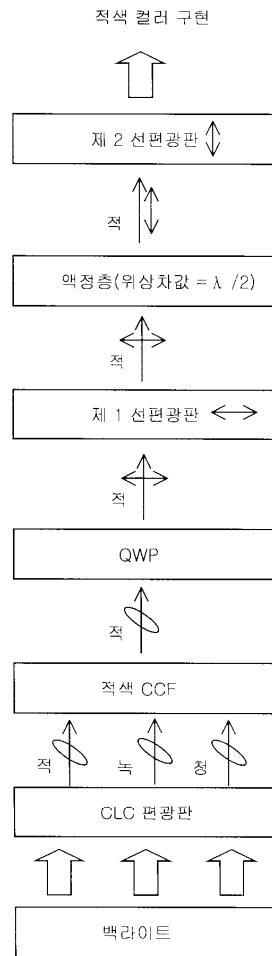 적색 컬러 구현
제 2 선편광판
적
액정층(위상차값 = λ /2)
적
제 1 선편광판
적
QWP
적
적색 CCF
적 녹 청
CLC 편광판
백라이트